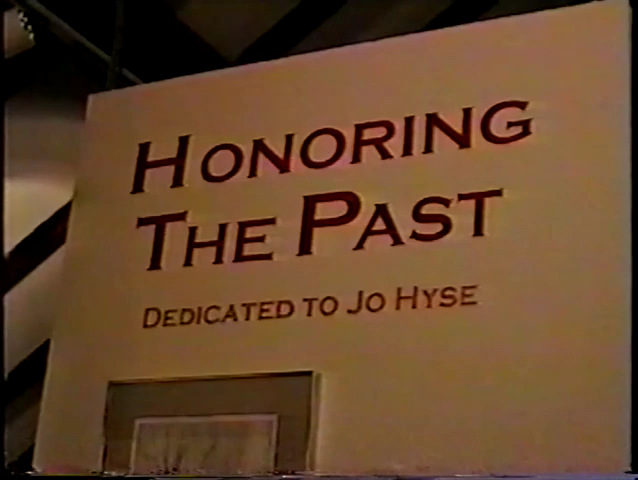 HONORING
THE PAST
DEDICATED TO JO HYSE